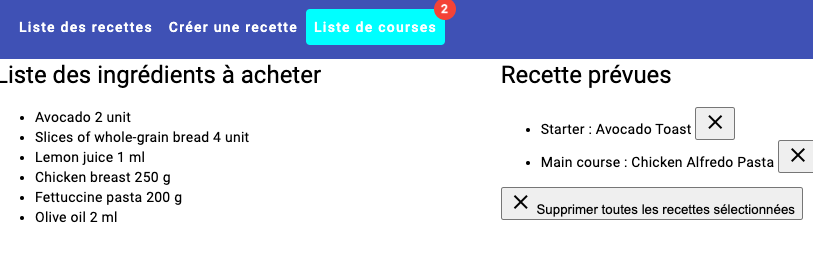 Liste des recettes Créer une recette Liste de courses 2
Liste des ingrédients à acheter
Avocado 2 unit
Slices of whole-grain bread 4 unit
Lemon juice 1 ml
Chicken breast 250 g
Fettuccine pasta 200 g
Olive oil 2 ml
Recette prévues
Starter : Avocado Toast
Main course : Chicken Alfredo Pasta
Supprimer toutes les recettes sélectionnées